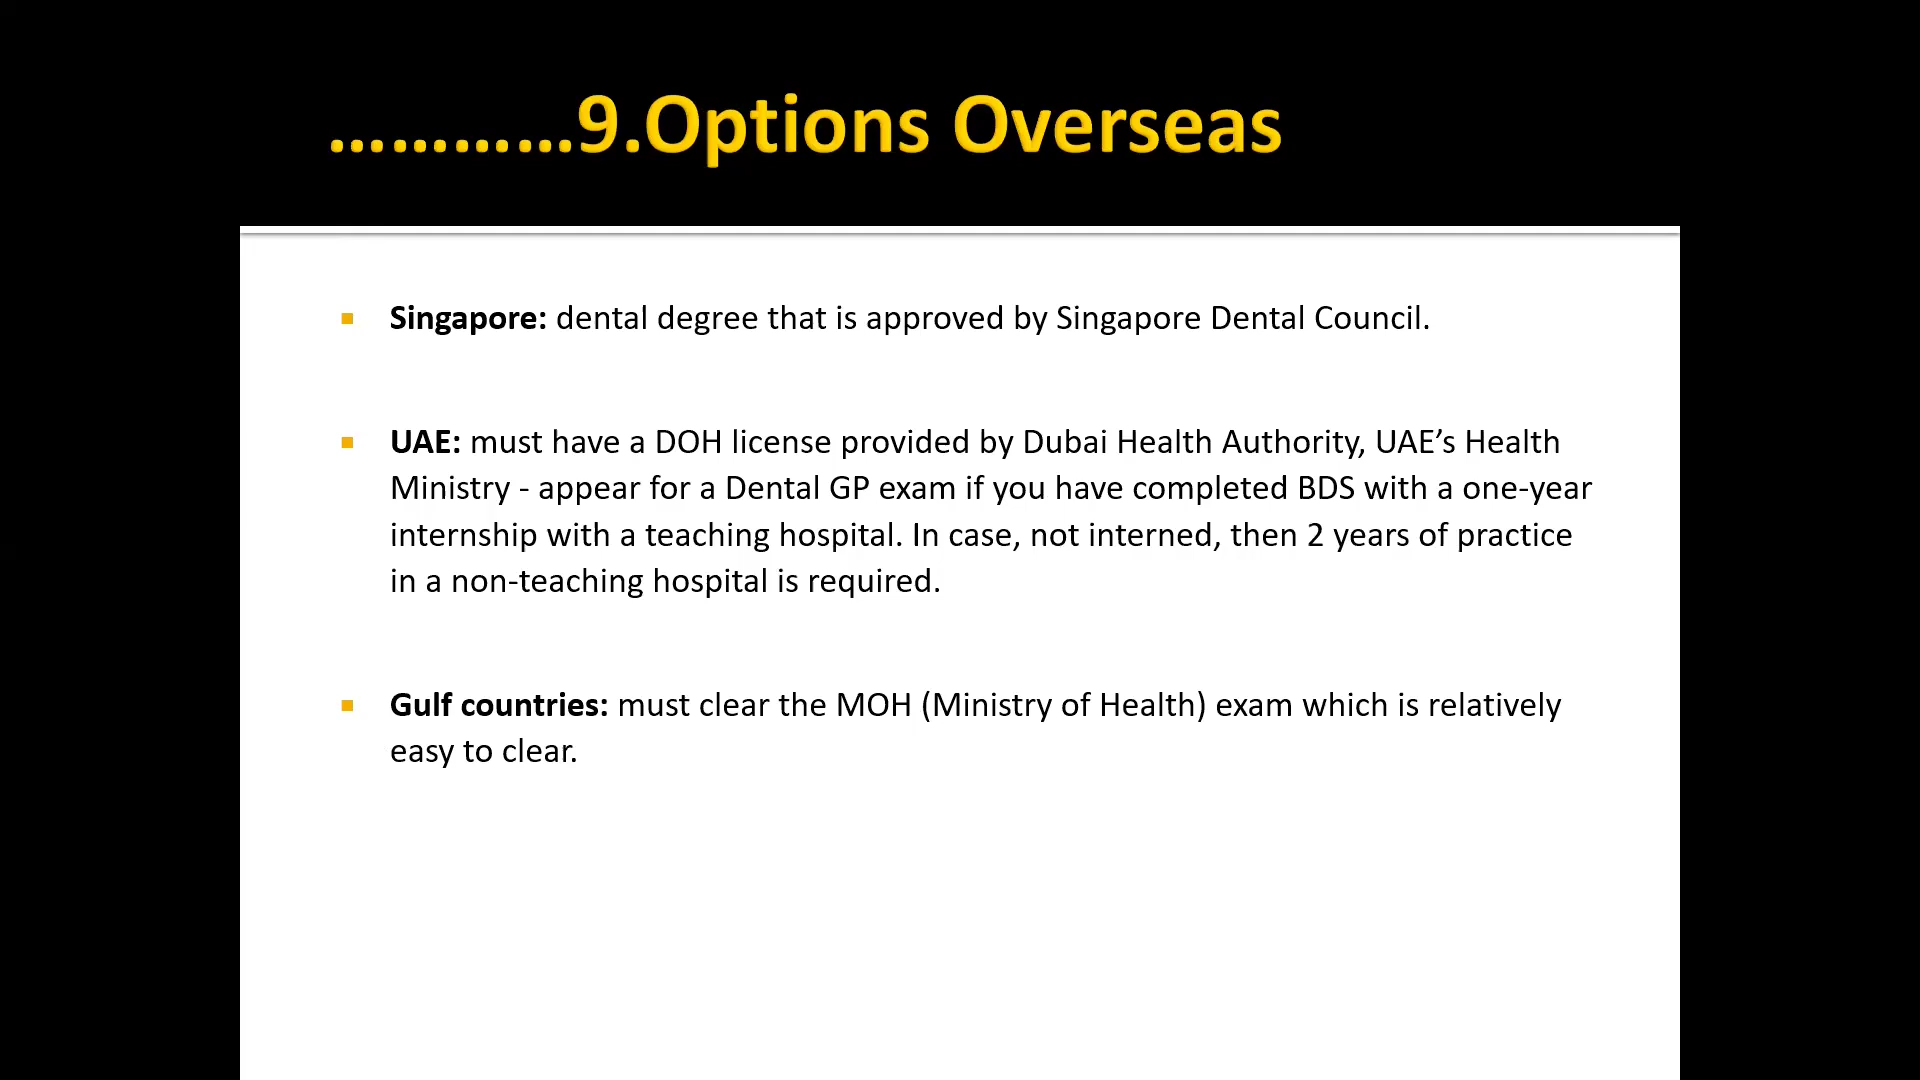 ............9.Options Overseas
Singapore: dental degree that is approved by Singapore Dental Council.
UAE: must have a DOH license provided by Dubai Health Authority, UAE’s Health
Ministry - appear for a Dental GP exam if you have completed BDS with a one-year
internship with a teaching hospital. In case, not interned, then 2 years of practice
in a non-teaching hospital is required.
Gulf countries: must clear the MOH (Ministry of Health) exam which is relatively
easy to clear.